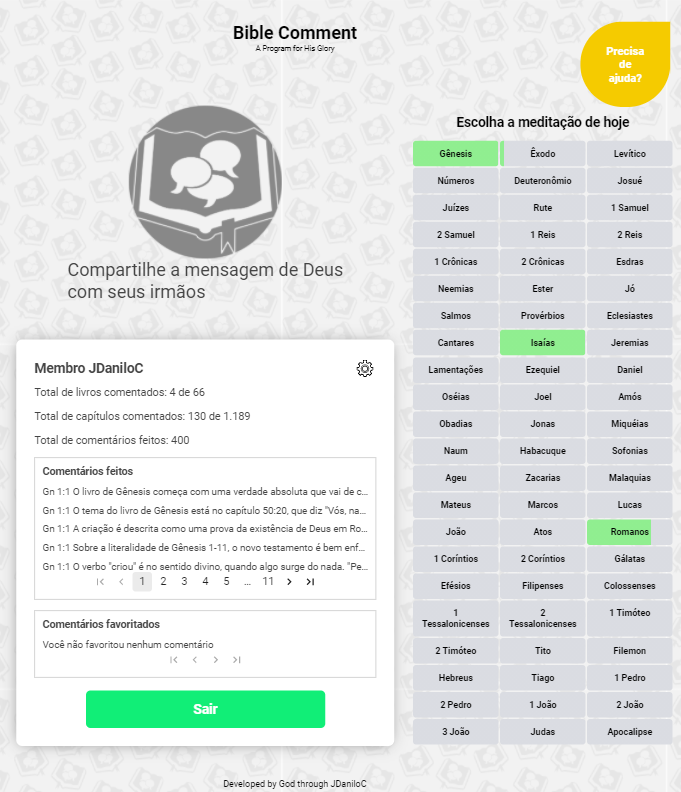 Bible Comment
A Program for His Glory
Precisa
de
ajuda?
Compartilhe a mensagem de Deus
com seus irmãos
Membro JDaniloC
Total de livros comentados: 4 de 66
Total de capítulos comentados: 130 de 1.189
Total de comentários feitos: 400
Comentários feitos
Gn 1:1 O livro de Gênesis começa com uma verdade absoluta que vai de c...
Gn 1:1 O tema do livro de Gênesis está no capítulo 50:20, que diz "Vós, na...
Gn 1:1 A criação é descrita como uma prova da existência de Deus em Ro...
Gn 1:1 Sobre a literalidade de Gênesis 1-11, o novo testamento é bem enf...
Gn 1:1 O verbo "criou" é no sentido divino, quando algo surge do nada. "Pe...
1 2 3 4 5 ... 11
Comentários favoritados
Você não favoritou nenhum comentário
Sair
Escolha a meditação de hoje
Gênesis Êxodo Levítico
Números Deuteronômio Josué
Juízes Rute 1 Samuel
2 Samuel 1 Reis 2 Reis
1 Crônicas 2 Crônicas Esdras
Neemias Ester Jó
Salmos Provérbios Eclesiastes
Cantares Isaías Jeremias
Lamentações Ezequiel Daniel
Oséias Joel Amós
Obadias Jonas Miquéias
Naum Habacuque Sofonias
Ageu Zacarias Malaquias
Mateus Marcos Lucas
João Atos Romanos
1 Coríntios 2 Coríntios Gálatas
Efésios Filipenses Colossenses
1 Tessalonicenses 2 Tessalonicenses 1 Timóteo
2 Timóteo Tito Filemon
Hebreus Tiago 1 Pedro
2 Pedro 1 João 2 João
3 João Judas Apocalipse
Developed by God through JDaniloC